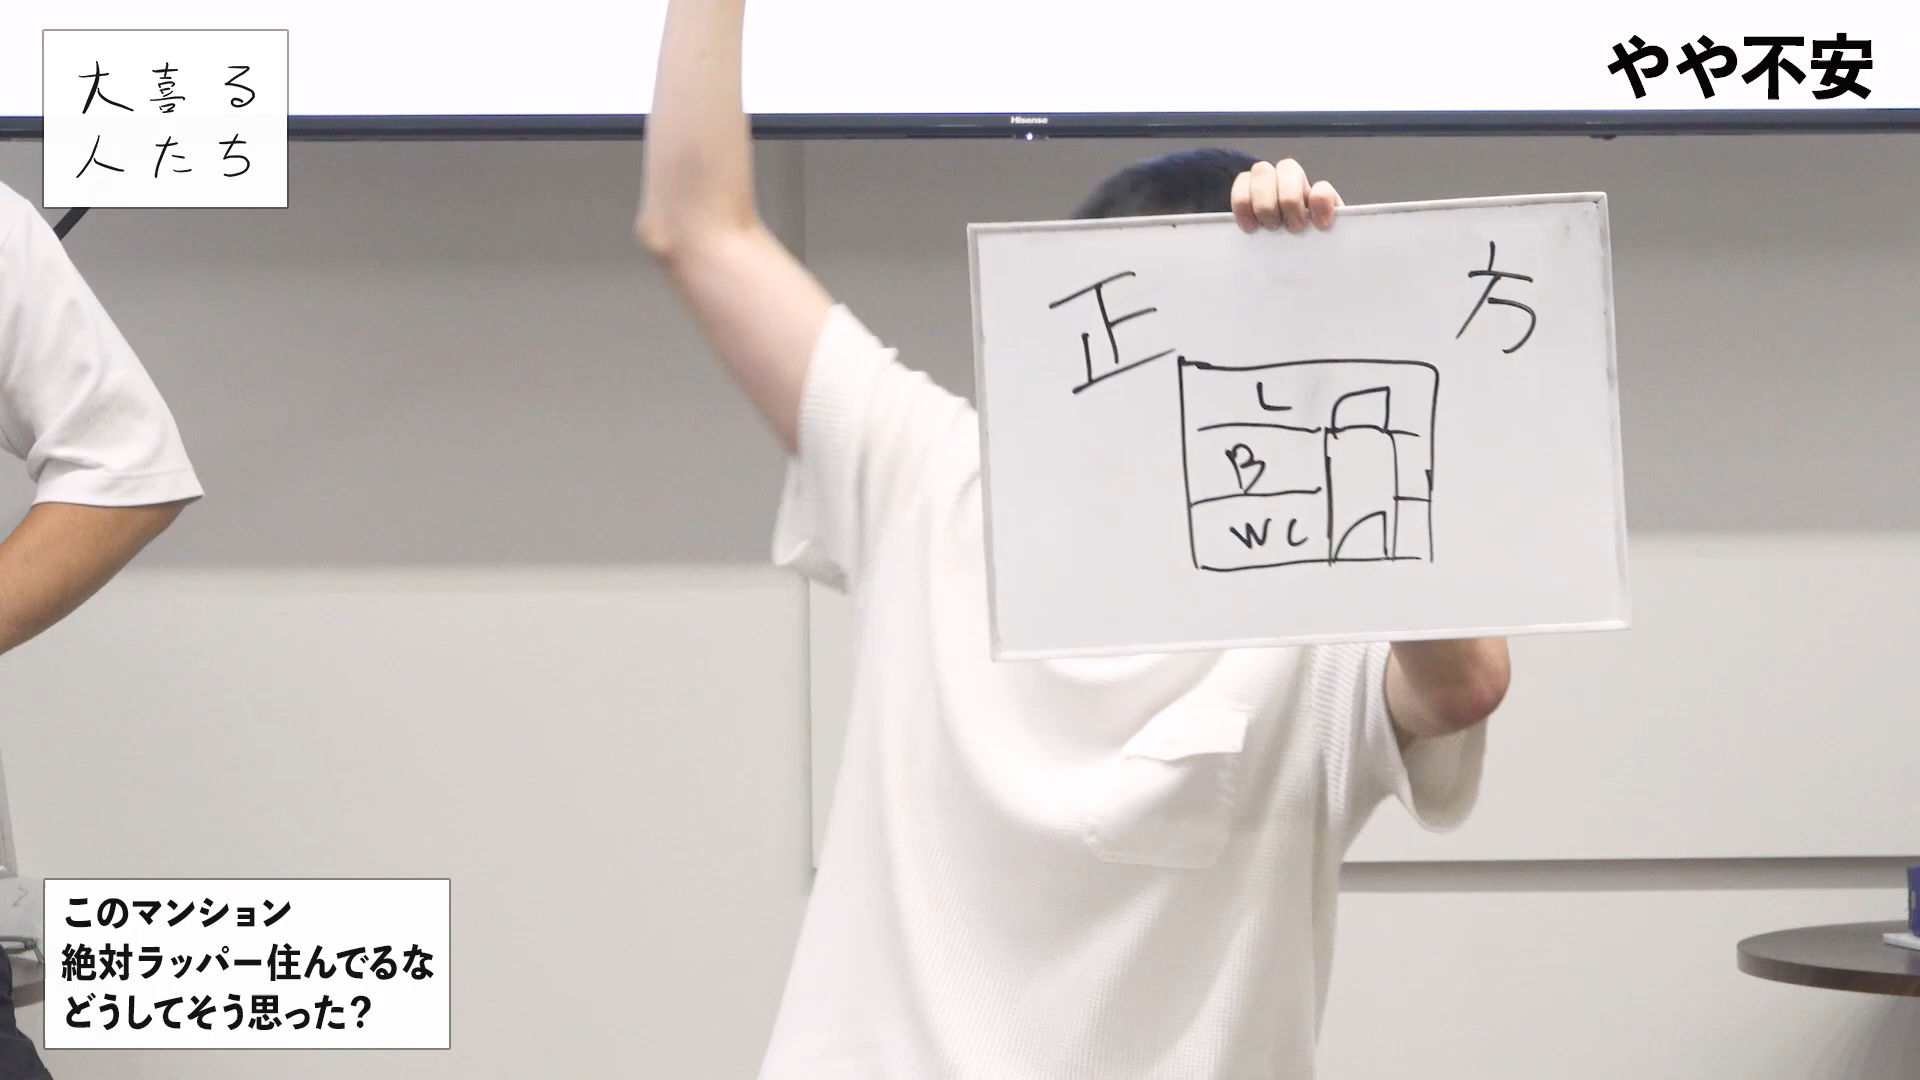 大喜る
人たち
やや不安
Hisense
正 方
L
B
WC
このマンション
絶対ラッパー住んでるな
どうしてそう思った？